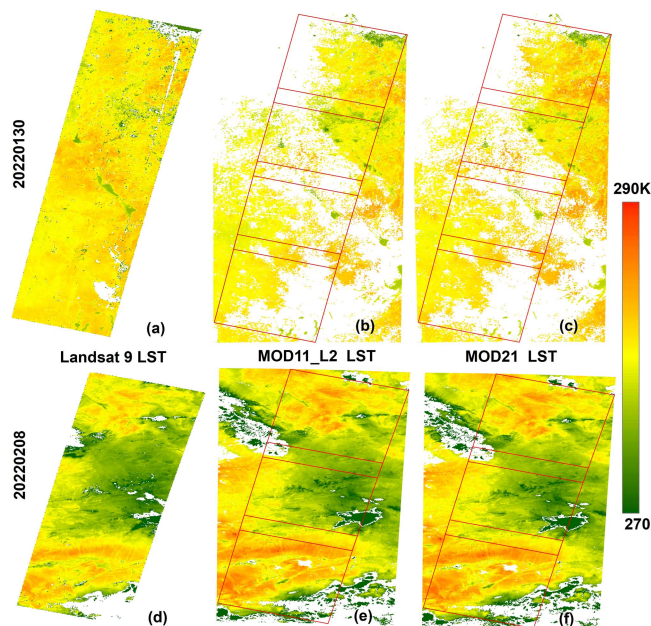 20220130
290K
(a)
(b)
(c)
Landsat 9 LST
MOD11_L2 LST
MOD21 LST
20220208
270
(d)
(e)
(f)